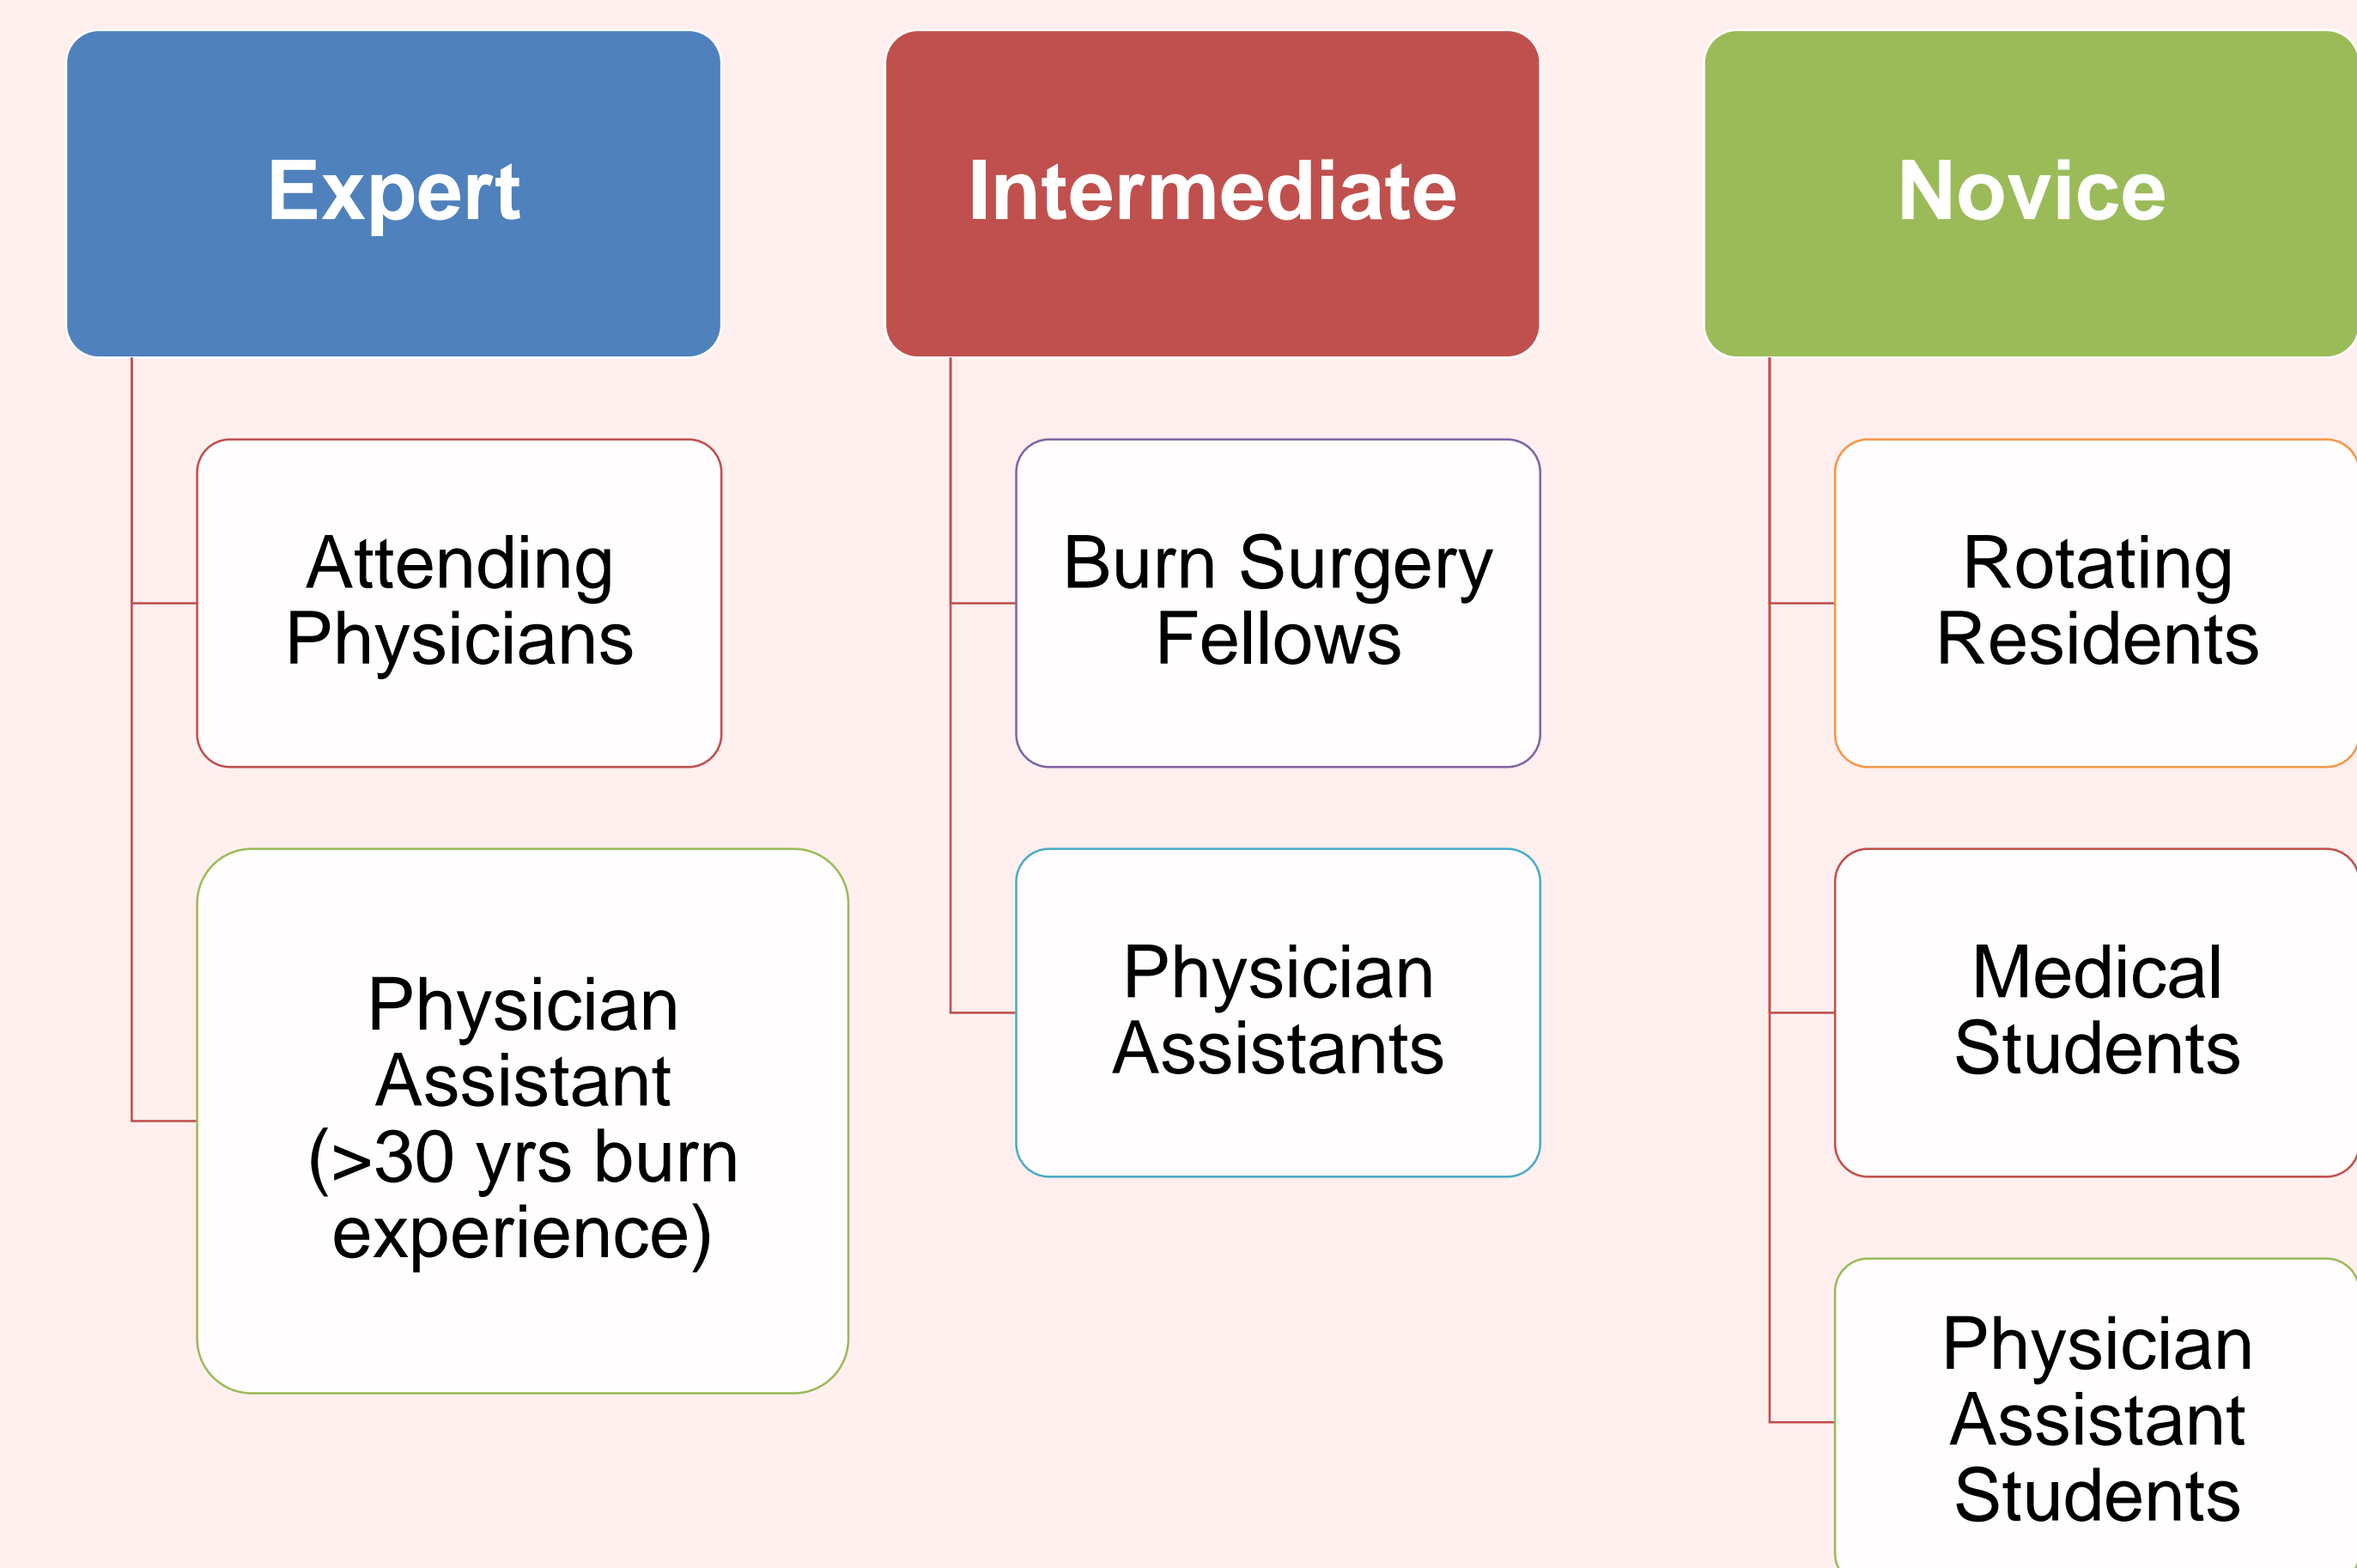 Expert
Attending
Physicians
Physician
Assistant
(>30 yrs burn
experience)
Intermediate
Burn Surgery
Fellows
Physician
Assistants
Novice
Rotating
Residents
Medical
Students
Physician
Assistant
Students